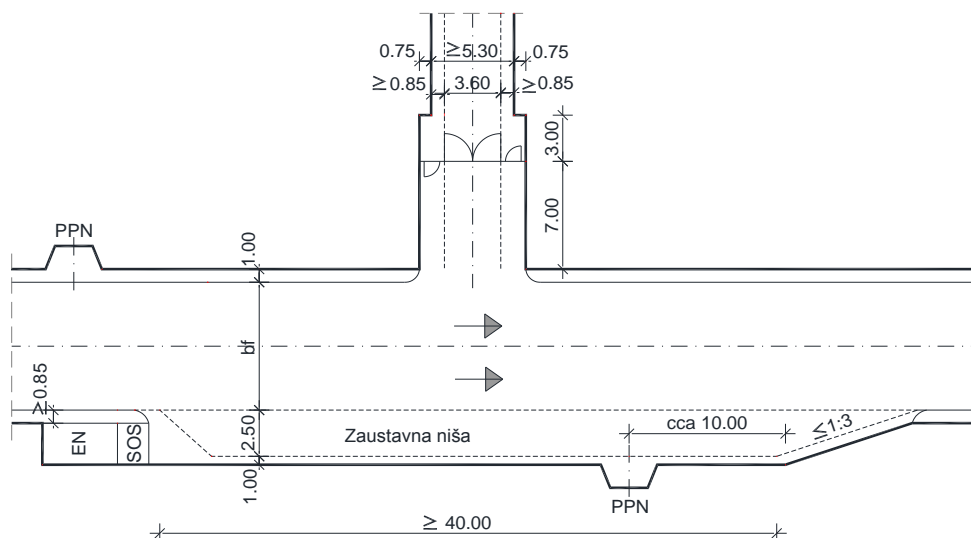 0.75
≥5.30
0.75
≥0.85
3.60
≥0.85
3.00
7.00
PPN
1.00
bf
≥0.85
EN
SOS
2.50
1.00
Zaustavna niša
cca 10.00
≤1:3
PPN
≥ 40.00